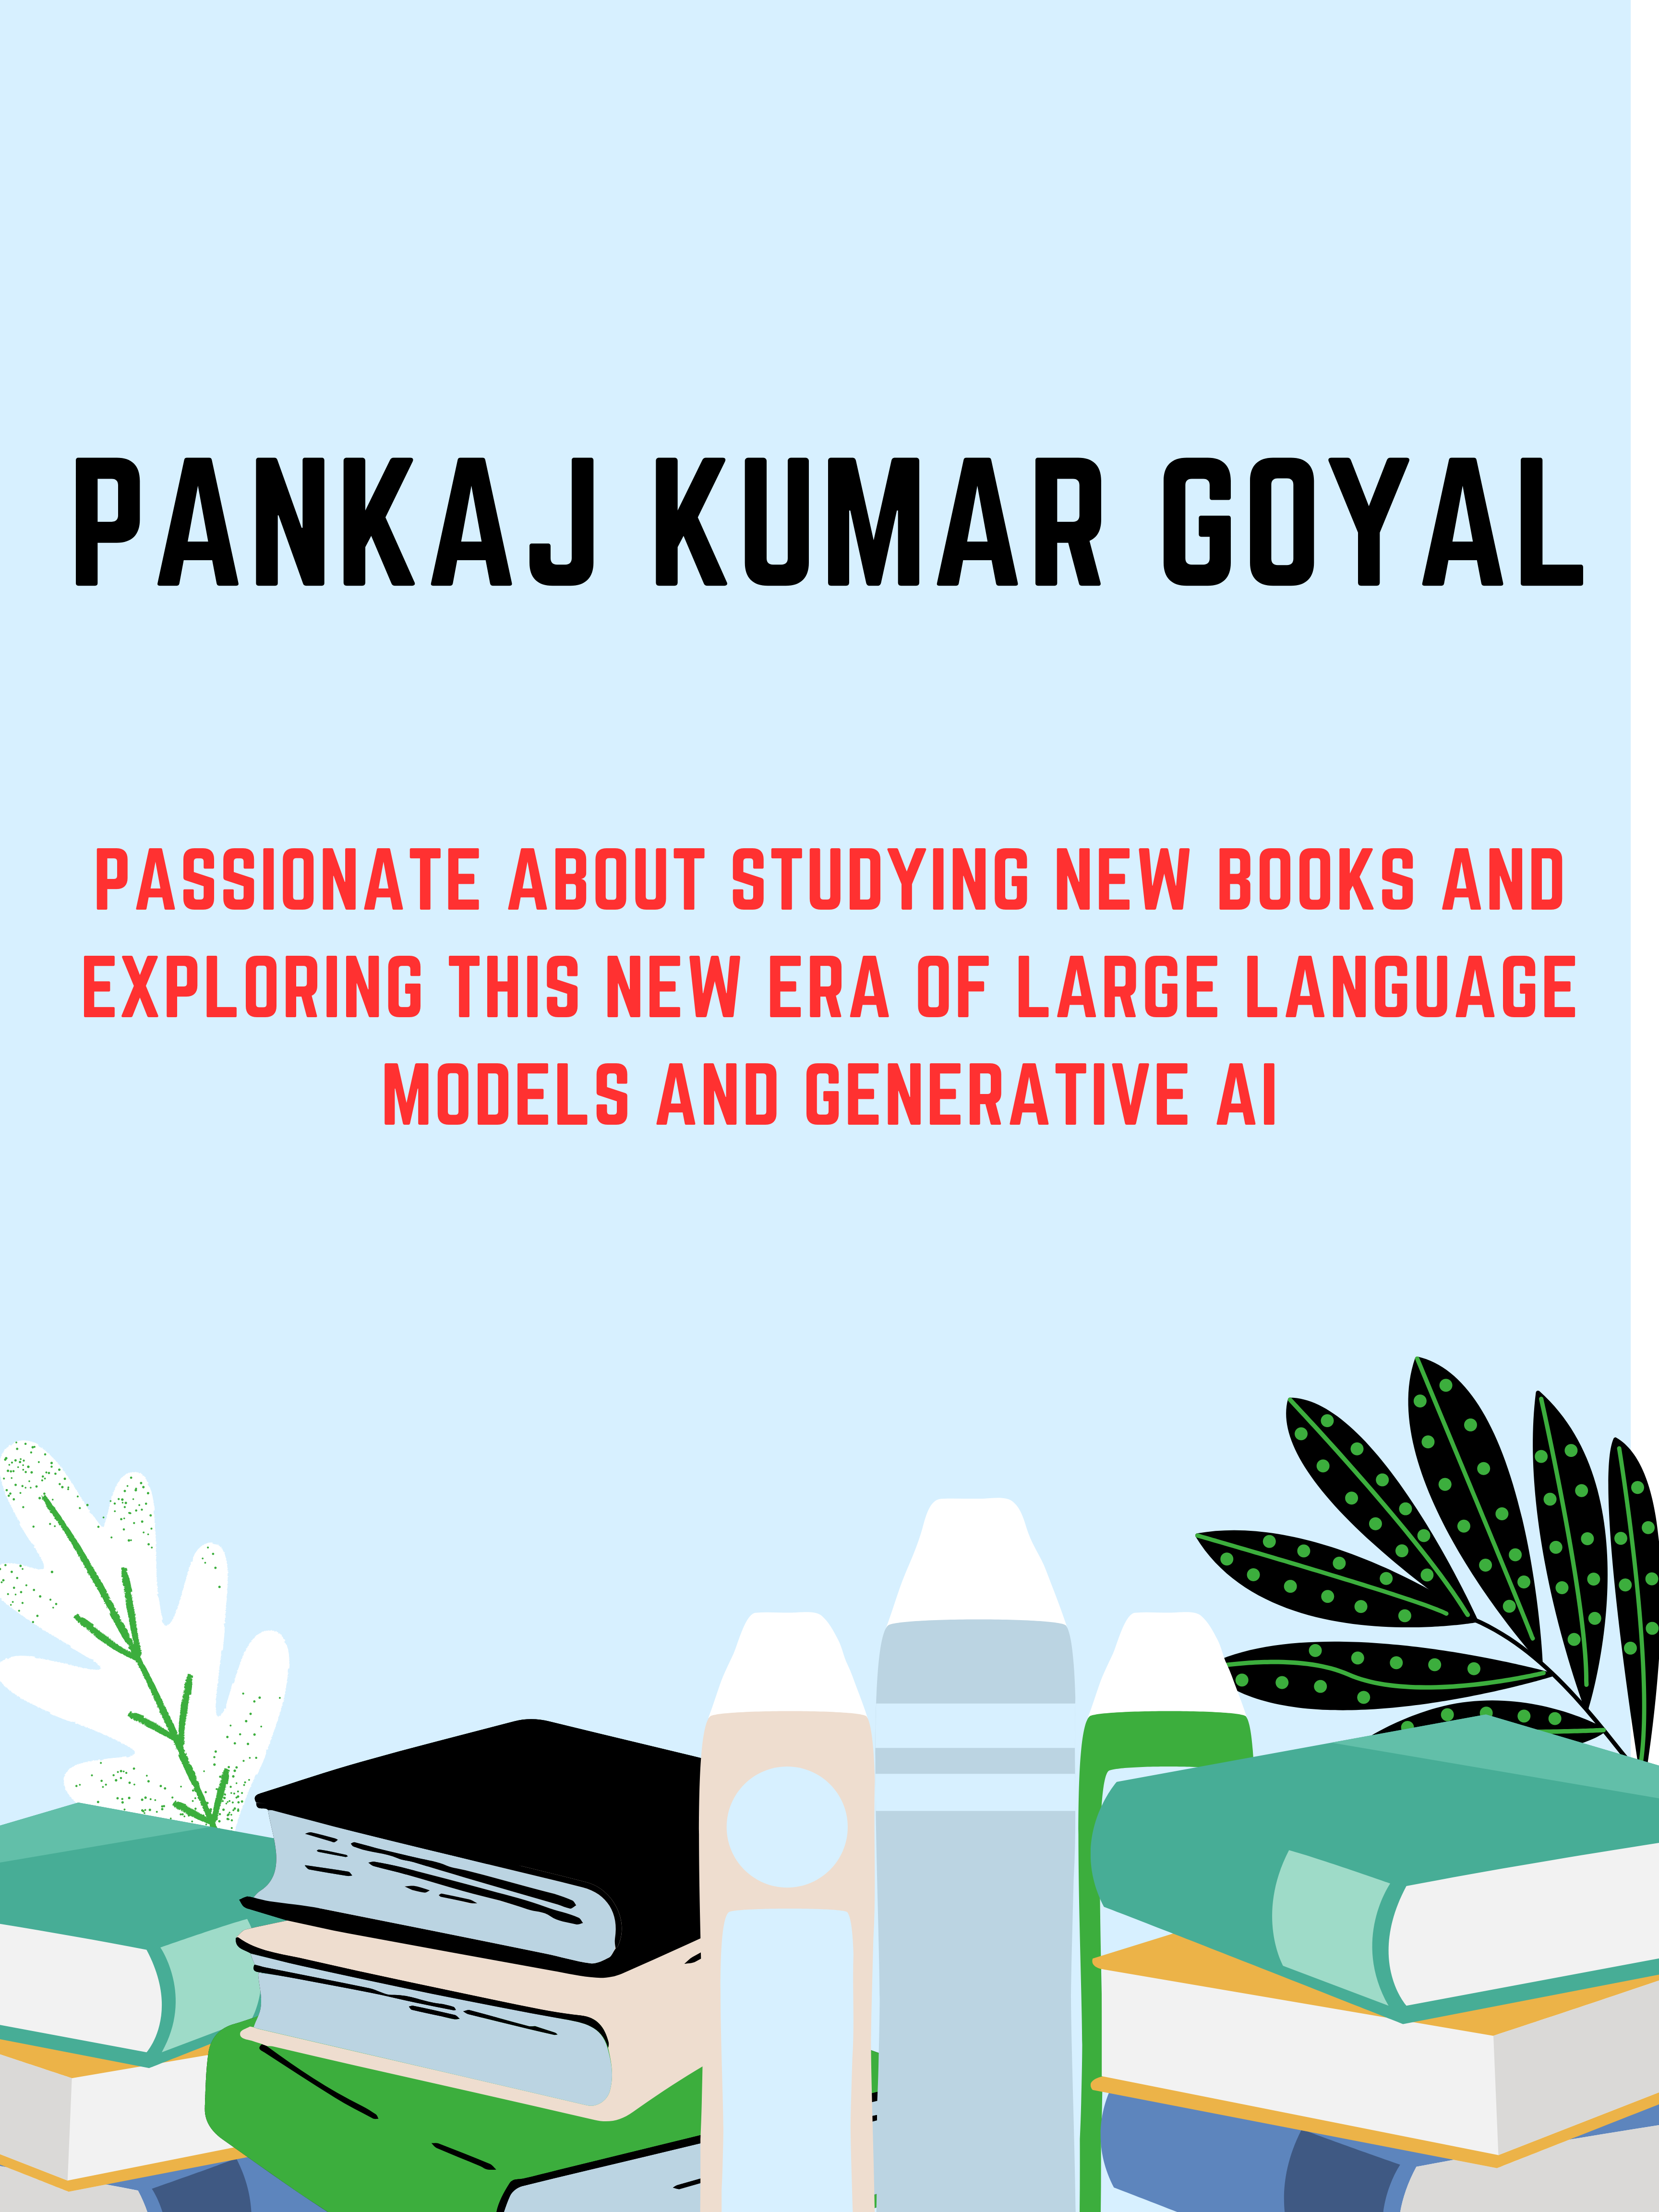 PANKAJ KUMAR GOYAL
PASSIONATE ABOUT STUDYING NEW BOOKS AND
EXPLORING THIS NEW ERA OF LARGE LANGUAGE
MODELS AND GENERATIVE AI